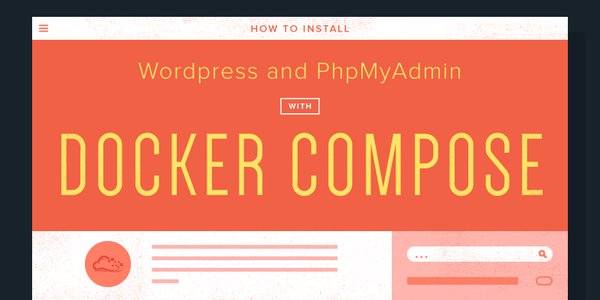 HOW TO INSTALL
Wordpress and PhpMyAdmin
WITH
DOCKER COMPOSE
...